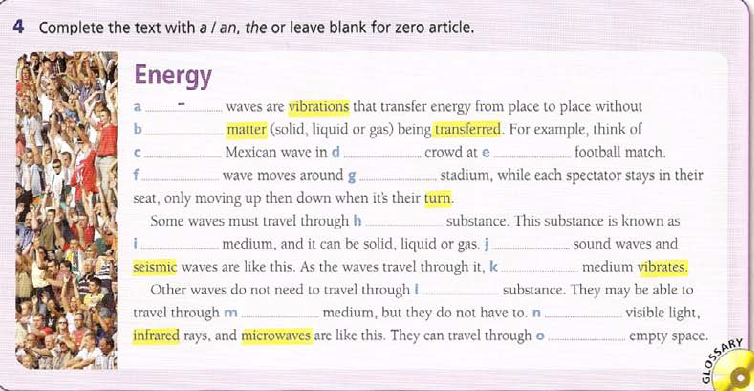 4 Complete the text with a / an, the or leave blank for zero article.
Energy
a ........-........ waves are vibrations that transfer energy from place to place without
b ................ matter (solid, liquid or gas) being transferred. For example, think of
c ................ Mexican wave in d ................ crowd at e ................ football match.
f ................ wave moves around g ................ stadium, while each spectator stays in their
seat, only moving up then down when it's their turn.
Some waves must travel through h ................ substance. This substance is known as
i ................ medium, and it can be solid, liquid or gas. j ................ sound waves and
seismic waves are like this. As the waves travel through it, k ................ medium vibrates.
Other waves do not need to travel through l ................ substance. They may be able to
travel through m ................ medium, but they do not have to. n ................ visible light,
infrared rays, and microwaves are like this. They can travel through o ................ empty space.
GLOSSARY